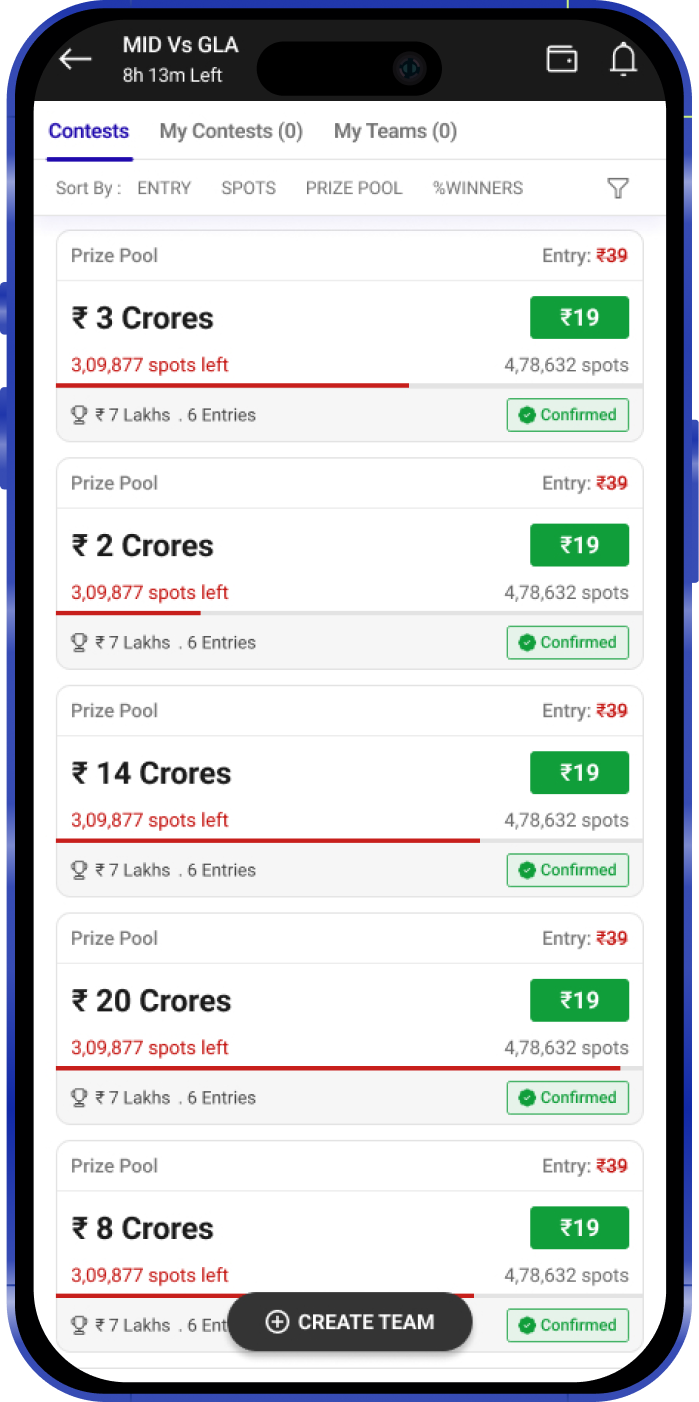 MID Vs GLA
8h 13m Left
Contests My Contests (0) My Teams (0)
Sort By : ENTRY SPOTS PRIZE POOL %WINNERS
Prize Pool Entry: ₹39
₹ 3 Crores ₹19
3,09,877 spots left 4,78,632 spots
₹ 7 Lakhs . 6 Entries Confirmed
Prize Pool Entry: ₹39
₹ 2 Crores ₹19
3,09,877 spots left 4,78,632 spots
₹ 7 Lakhs . 6 Entries Confirmed
Prize Pool Entry: ₹39
₹ 14 Crores ₹19
3,09,877 spots left 4,78,632 spots
₹ 7 Lakhs . 6 Entries Confirmed
Prize Pool Entry: ₹39
₹ 20 Crores ₹19
3,09,877 spots left 4,78,632 spots
₹ 7 Lakhs . 6 Entries Confirmed
Prize Pool Entry: ₹39
₹ 8 Crores ₹19
3,09,877 spots left 4,78,632 spots
₹ 7 Lakhs . 6 Ent CREATE TEAM Confirmed